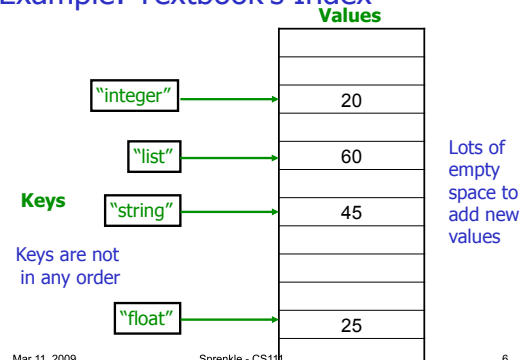 Example: Textbook's Index
Values
"integer"
20
"list"
60
Lots of
empty
space to
add new
values
Keys
"string"
45
Keys are not
in any order
"float"
25
Mar 11, 2009
Sprenkle - CS111
6